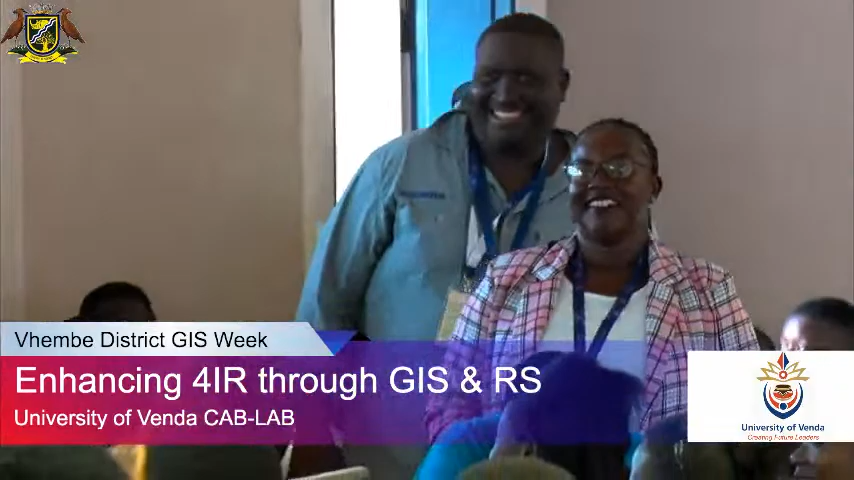 Vhembe District GIS Week
Enhancing 4IR through GIS & RS
University of Venda CAB-LAB
University of Venda
Creating Future Leaders